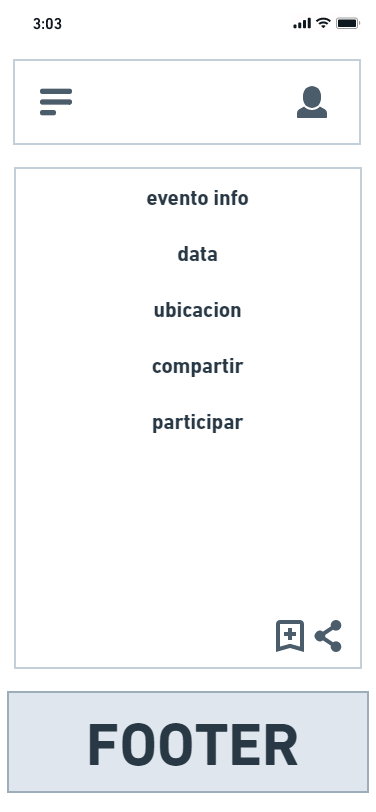 3:03
evento info
data
ubicacion
compartir
participar
FOOTER